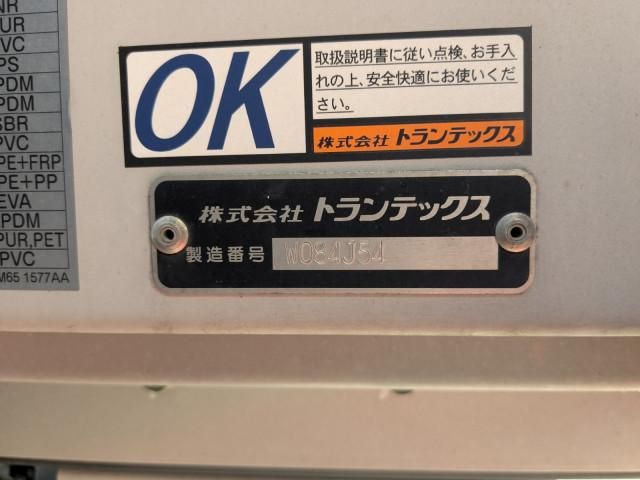 UR
VC
PS
PDM
PDM
SBR
PVC
PE+FRP
PE+PP
EVA
PDM
PUR,PET
PVC
M65 1577AA
OK
取扱説明書に従い点検、お手入
れの上、安全快適にお使いくだ
さい。
株式会社 トランテックス
株式会社 トランテックス
製造番号 W084J54